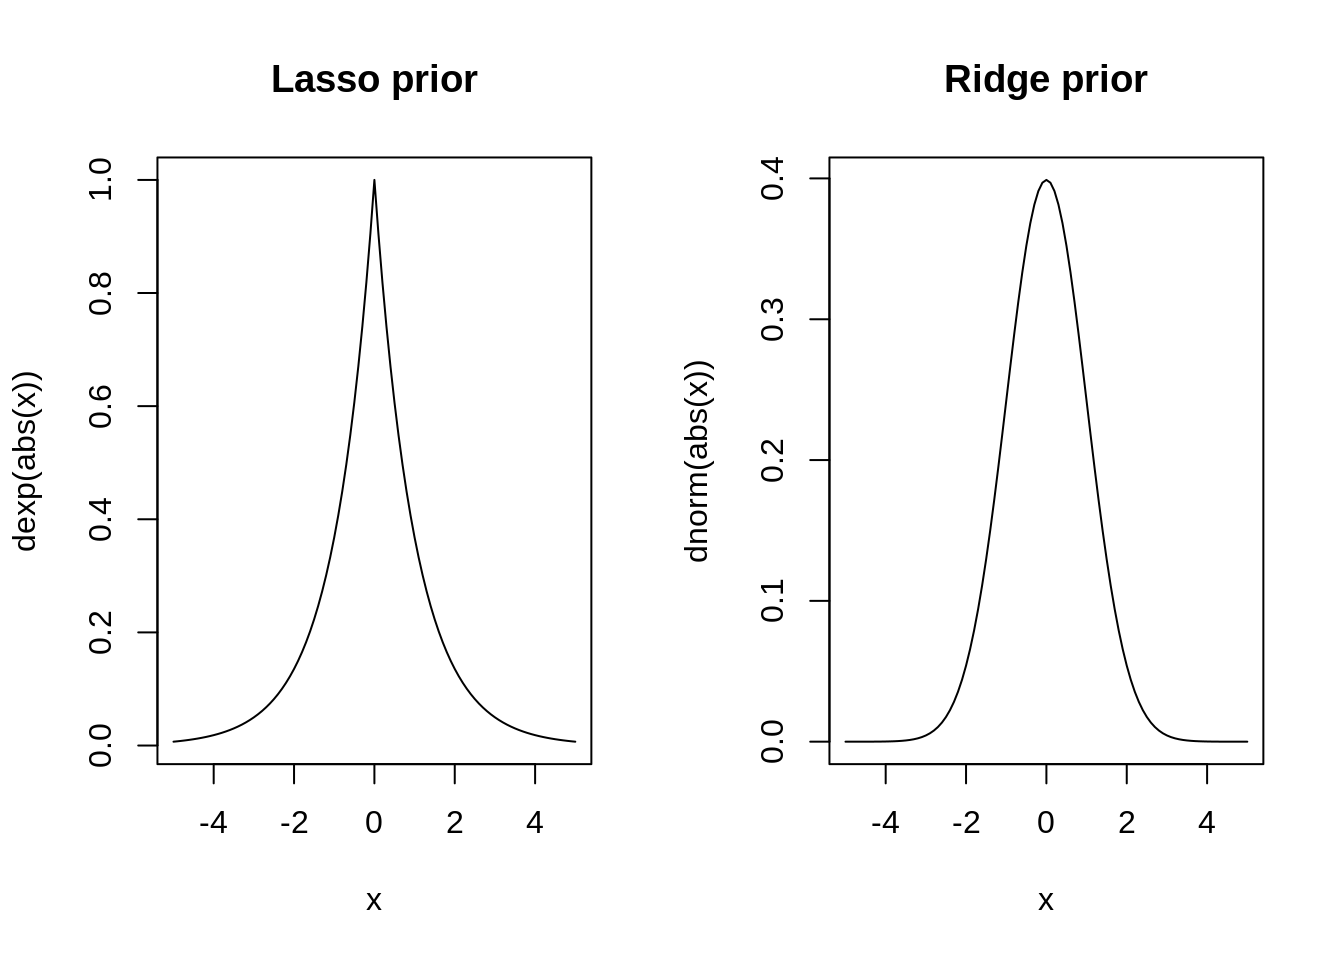 Lasso prior
dexp(abs(x))
1.0
0.8
0.6
0.4
0.2
0.0
-4 -2 0 2 4
x
Ridge prior
dnorm(abs(x))
0.4
0.3
0.2
0.1
0.0
-4 -2 0 2 4
x